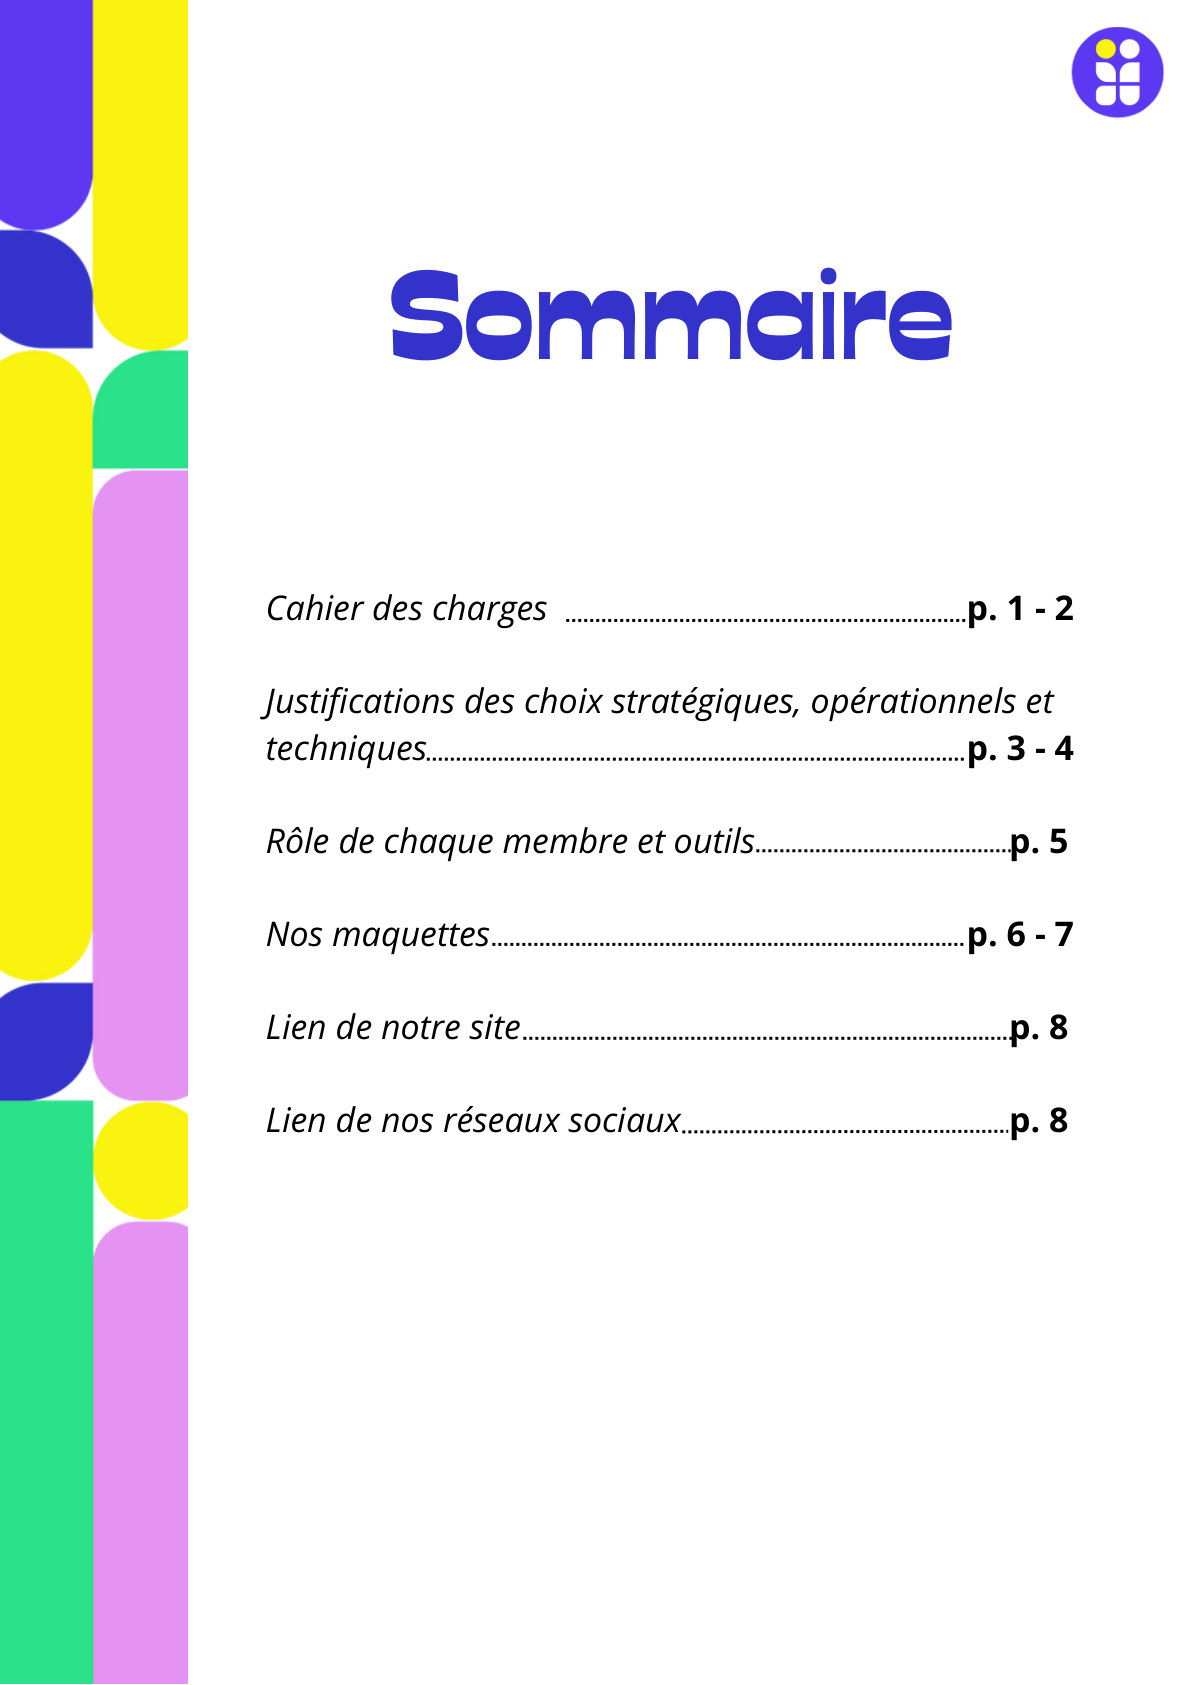 Sommaire
Cahier des charges ........................ p. 1 - 2
Justifications des choix stratégiques, opérationnels et
techniques........................p. 3 - 4
Rôle de chaque membre et outils........................p. 5
Nos maquettes........................p. 6 - 7
Lien de notre site........................p. 8
Lien de nos réseaux sociaux........................p. 8